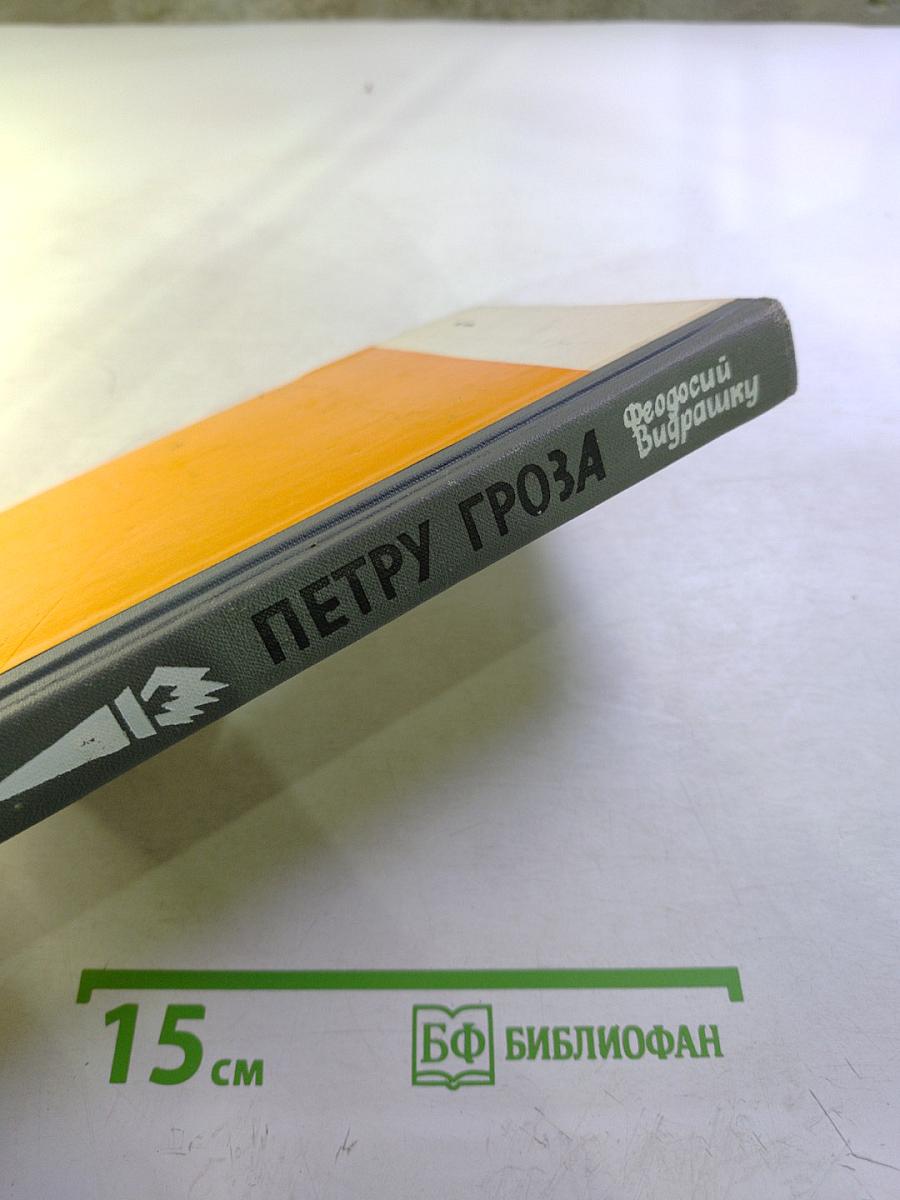 Феодосий
Видрашку
ПЕТРУ ГРОЗА
15 см
БФ БИБЛИОФАН